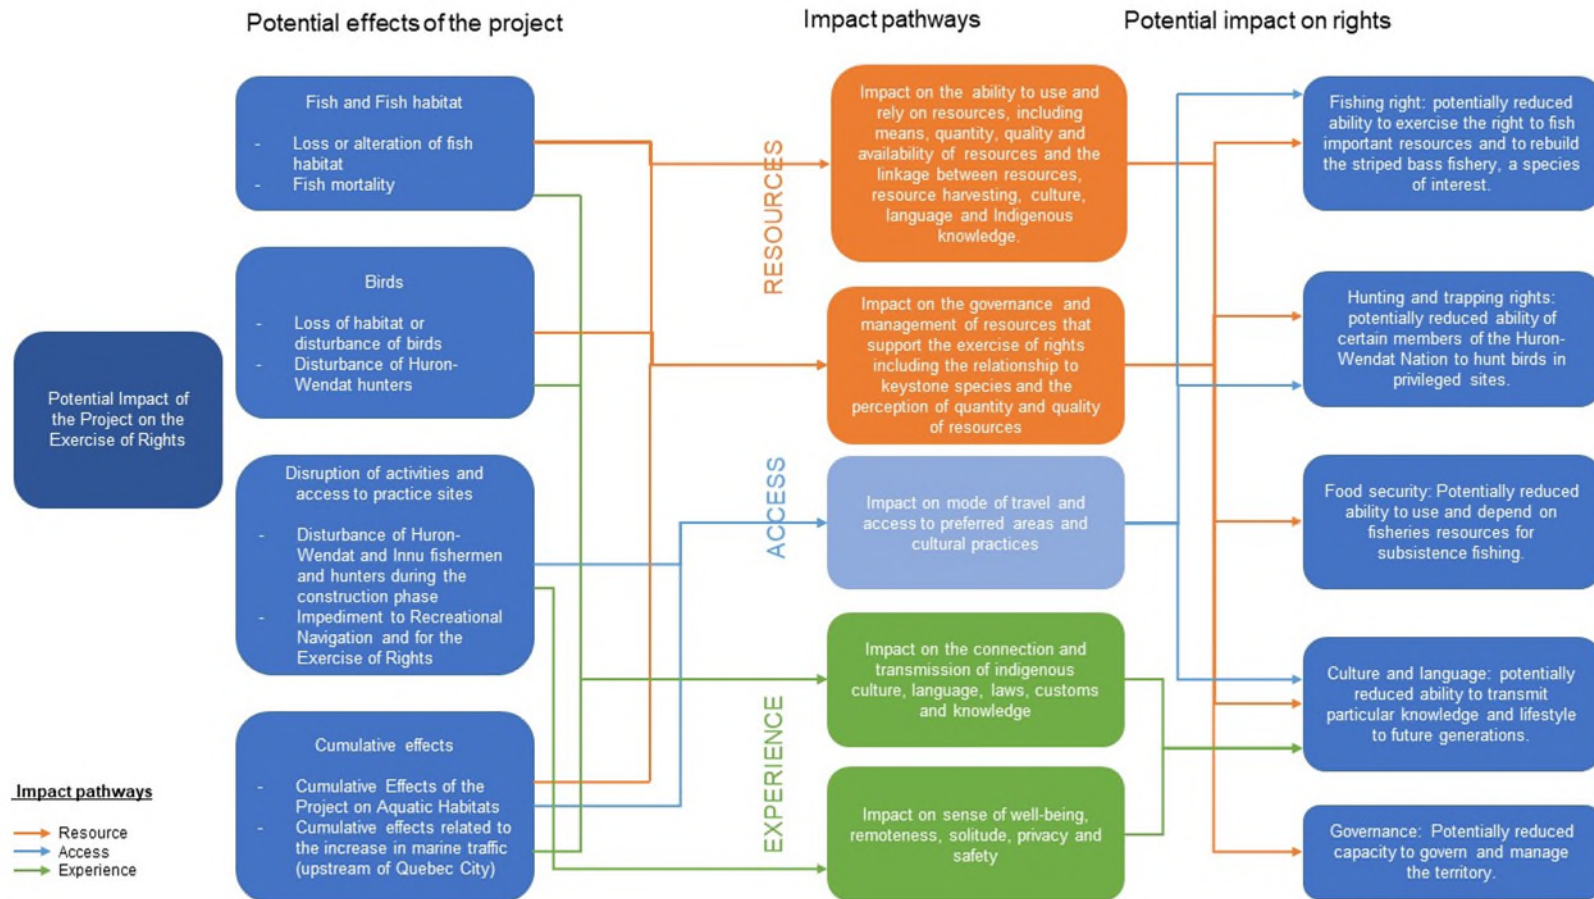 Potential effects of the project
Impact pathways
Potential impact on rights
Potential Impact of
the Project on the
Exercise of Rights
Fish and Fish habitat
- Loss or alteration of fish
habitat
- Fish mortality
Birds
- Loss of habitat or
disturbance of birds
- Disturbance of Huron-
Wendat hunters
Disruption of activities and
access to practice sites
- Disturbance of Huron-
Wendat and Innu fishermen
and hunters during the
construction phase
- Impediment to Recreational
Navigation and for the
Exercise of Rights
Cumulative effects
- Cumulative Effects of the
Project on Aquatic Habitats
- Cumulative effects related to
the increase in marine traffic
(upstream of Quebec City)
RESOURCES
Impact on the ability to use and
rely on resources, including
means, quantity, quality and
availability of resources and the
linkage between resources,
resource harvesting, culture,
language and Indigenous
knowledge.
Impact on the governance and
management of resources that
support the exercise of rights
including the relationship to
keystone species and the
perception of quantity and quality
of resources
ACCESS
Impact on mode of travel and
access to preferred areas and
cultural practices
EXPERIENCE
Impact on the connection and
transmission of indigenous
culture, language, laws, customs
and knowledge
Impact on sense of well-being,
remoteness, solitude, privacy and
safety
Fishing right: potentially reduced
ability to exercise the right to fish
important resources and to rebuild
the striped bass fishery, a species
of interest.
Hunting and trapping rights:
potentially reduced ability of
certain members of the Huron-
Wendat Nation to hunt birds in
privileged sites.
Food security: Potentially reduced
ability to use and depend on
fisheries resources for
subsistence fishing.
Culture and language: potentially
reduced ability to transmit
particular knowledge and lifestyle
to future generations.
Governance: Potentially reduced
capacity to govern and manage
the territory.
Impact pathways
Resource
Access
Experience